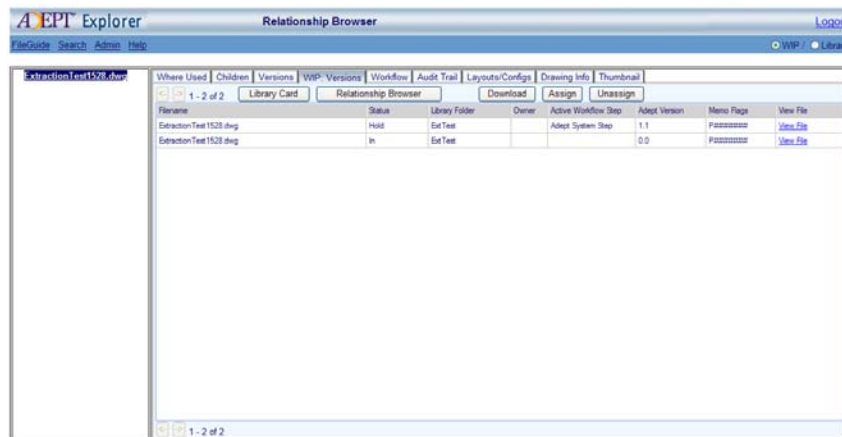 ADEPT Explorer Relationship Browser Logou
FileGuide Search Admin Help WIP / Librar
ExtractionTest1528.dwg
Where Used Children Versions WIP: Versions Workflow Audit Trail Layouts/Configs Drawing Info Thumbnail
1 - 2 of 2 Library Card Relationship Browser Download Assign Unassign
Filename Status Library Folder Owner Active Workflow Step Adept Version Memo Flags View File
ExtractionTest1528.dwg Hold ExtTest Adept System Step 1.1 View File
ExtractionTest1528.dwg In ExtTest 0.0 View File
1 - 2 of 2